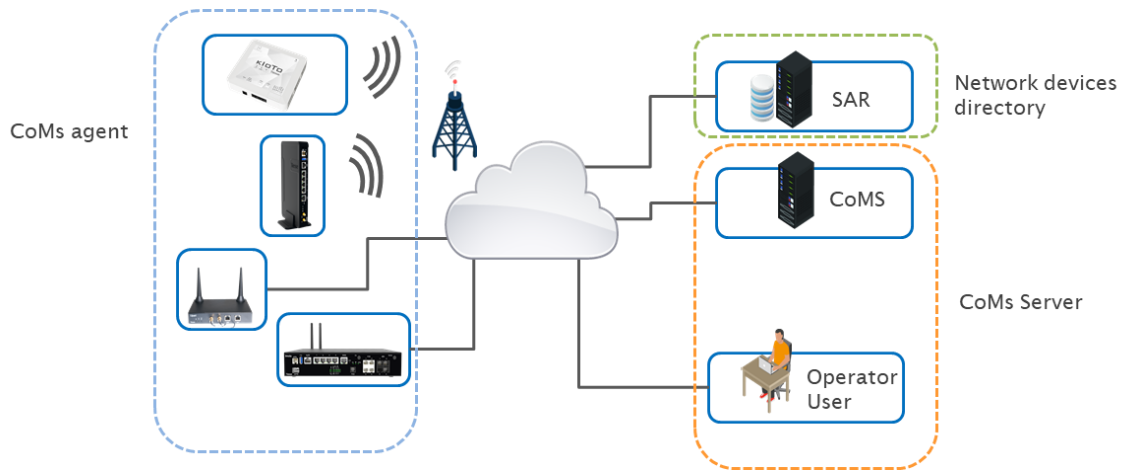 CoMs agent
kIoTo
SAR
Network devices
directory
CoMS
CoMs Server
Operator
User